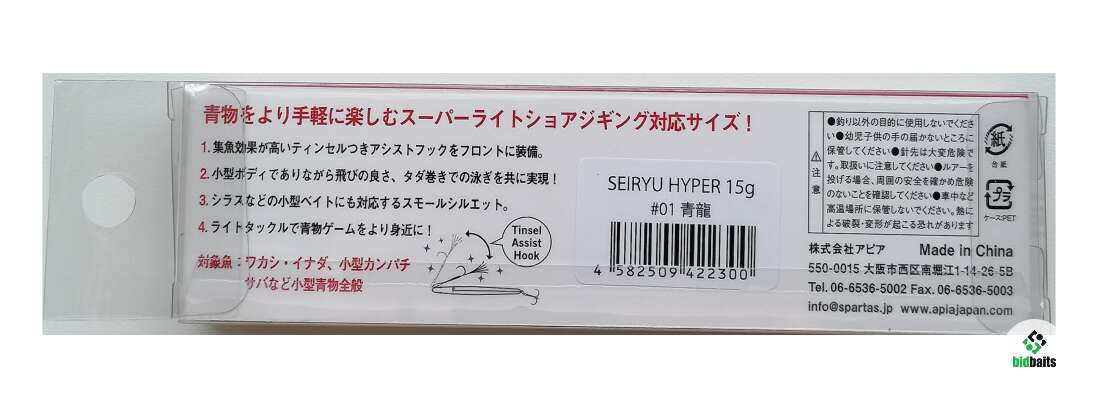 青物をより手軽に楽しむスーパーライトショアジギング対応サイズ！
1.集魚効果が高いティンセルつきアシストフックをフロントに装備。
2.小型ボディでありながら飛びの良さ、タダ巻きでの泳ぎを共に実現！
3.シラスなどの小型ベイトにも対応するスモールシルエット。
4.ライトタックルで青物ゲームをより身近に！
対象魚：ワカシ・イナダ、小型カンパチ
サバなど小型青物全般
Tinsel
Assist
Hook
SEIRYU HYPER 15g
#01 青龍
4 582509 422300
注意
●釣り以外の目的に使用しないでくださ
い●幼児子供の手の届かないところに
保管してください●針先は大変危険で
す。取扱いに注意してください●ルアーを
投げる場合、周囲の安全を確かめ危険
のないことを確認してください●車中など
高温場所に保管しないでください。熱に
よる破裂・変形が起こる恐れがあります
紙
台紙
プラ
ケース:PET
株式会社アピア Made in China
550-0015 大阪市西区南堀江1-14-26-5B
Tel. 06-6536-5002 Fax. 06-6536-5003
info@spartas.jp www.apiajapan.com
bidbaits